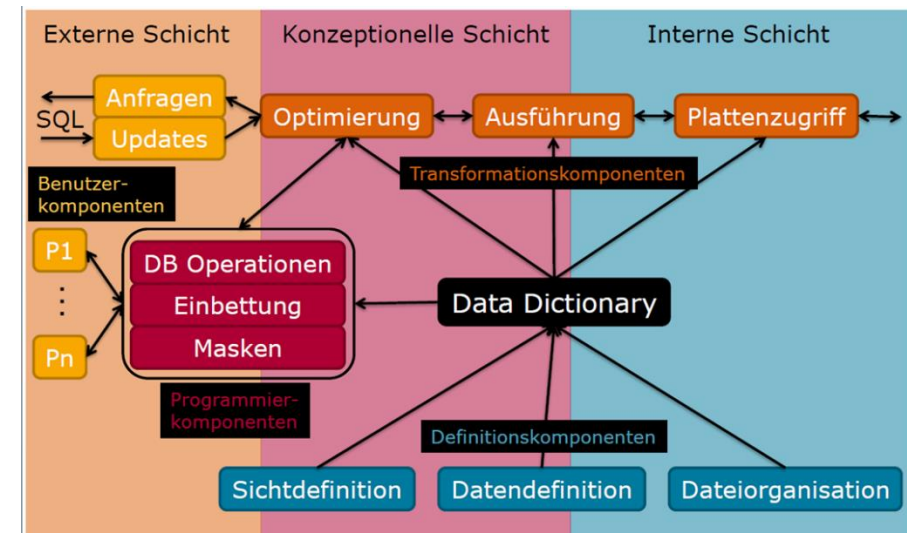 Externe Schicht
Konzeptionelle Schicht
Interne Schicht
Anfragen
SQL
Updates
Optimierung
Ausführung
Plattenzugriff
Transformationskomponenten
Benutzer-
komponenten
P1
⋮
Pn
DB Operationen
Einbettung
Masken
Data Dictionary
Programmier-
komponenten
Definitionskomponenten
Sichtdefinition
Datendefinition
Dateiorganisation